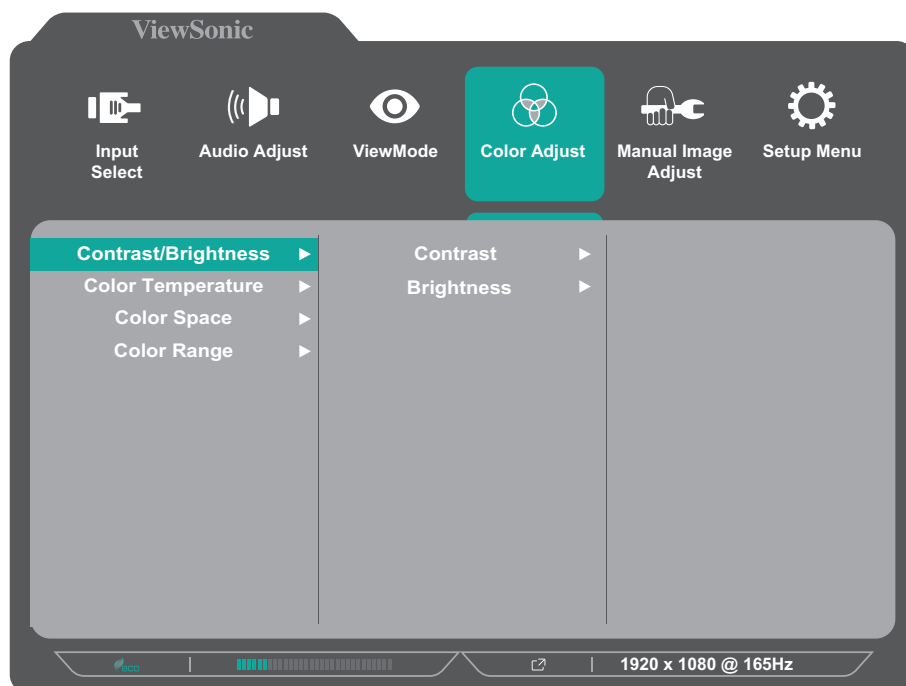 ViewSonic
Input Select
Audio Adjust
ViewMode
Color Adjust
Manual Image Adjust
Setup Menu
Contrast/Brightness
Color Temperature
Color Space
Color Range
Contrast
Brightness
eco
1920 x 1080 @ 165Hz